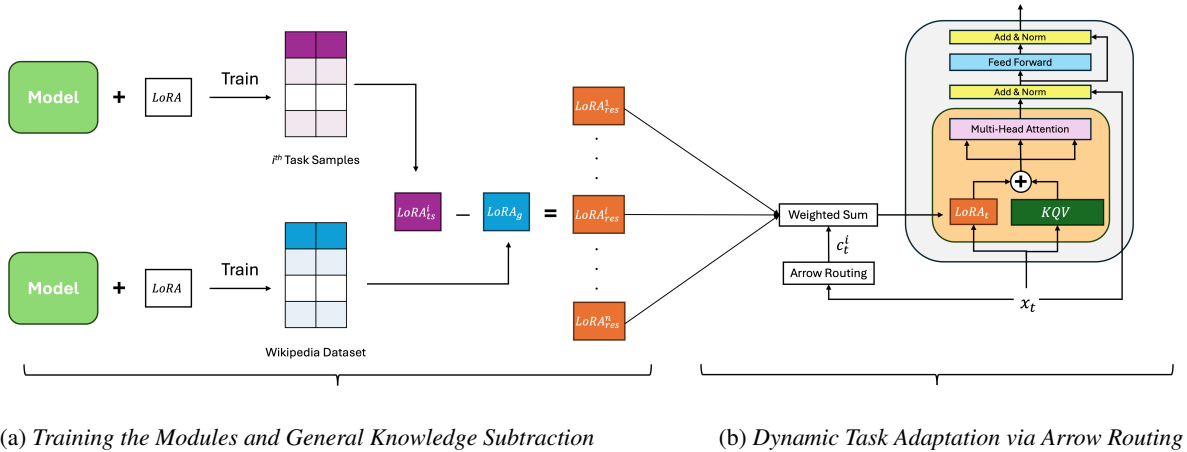 Model
+
LoRA
Train
i^th Task Samples
Model
+
LoRA
Train
Wikipedia Dataset
LoRA^i_ts
–
LoRA_g
=
LoRA^1_res
LoRA^i_res
LoRA^n_res
Weighted Sum
c^i_t
Arrow Routing
Add & Norm
Feed Forward
Add & Norm
Multi-Head Attention
+
LoRA_t
KQV
x_t
(a) Training the Modules and General Knowledge Subtraction
(b) Dynamic Task Adaptation via Arrow Routing